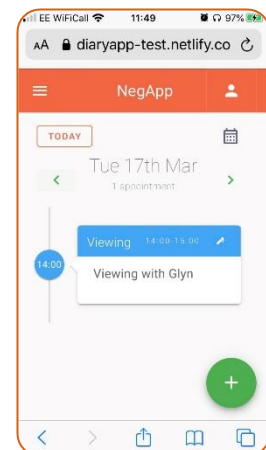 EE WiFiCall 11:49 97%
AA diaryapp-test.netlify.co
NegApp
TODAY
Tue 17th Mar
1 appointment
14:00
Viewing 14:00-15:00
Viewing with Glyn
+